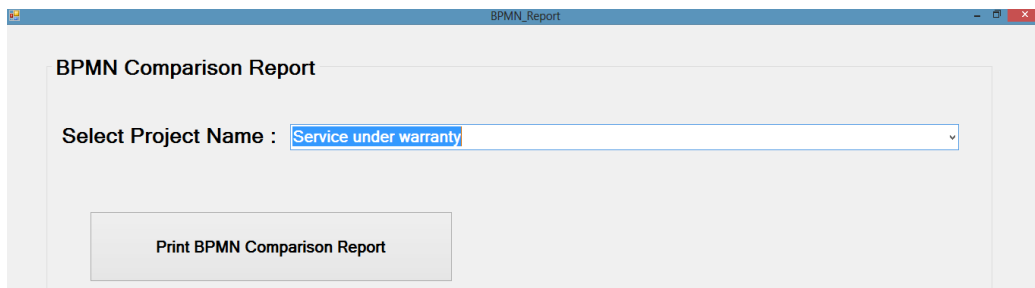 BPMN_Report
BPMN Comparison Report
Select Project Name : Service under warranty
Print BPMN Comparison Report